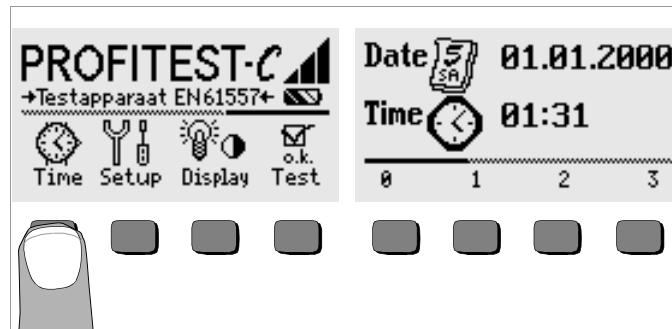 PROFITEST-C
→Testapparaat EN61557←
Time Setup Display o.k. Test
Date 5 SA 01.01.2000
Time 01:31
0 1 2 3